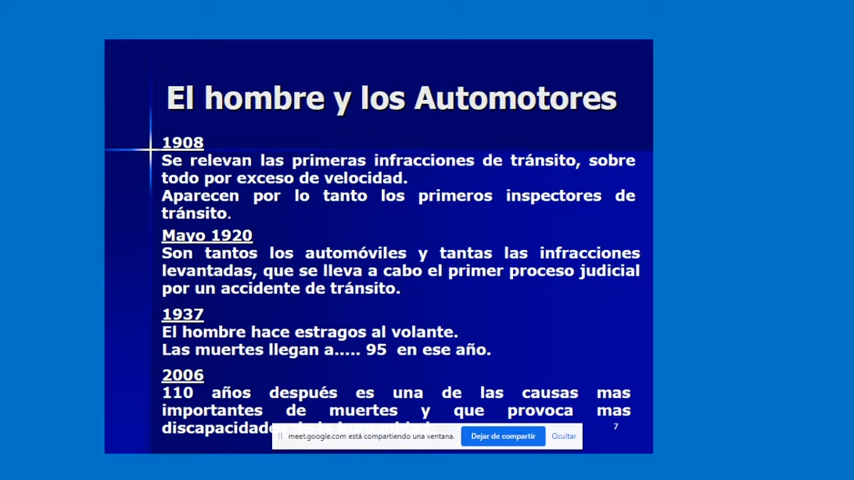 El hombre y los Automotores
1908
Se relevan las primeras infracciones de tránsito, sobre
todo por exceso de velocidad.
Aparecen por lo tanto los primeros inspectores de
tránsito.
Mayo 1920
Son tantos los automóviles y tantas las infracciones
levantadas, que se lleva a cabo el primer proceso judicial
por un accidente de tránsito.
1937
El hombre hace estragos al volante.
Las muertes llegan a..... 95 en ese año.
2006
110 años después es una de las causas mas
importantes de muertes y que provoca mas
7
meet.google.com está compartiendo una ventana. Dejar de compartir Ocultar